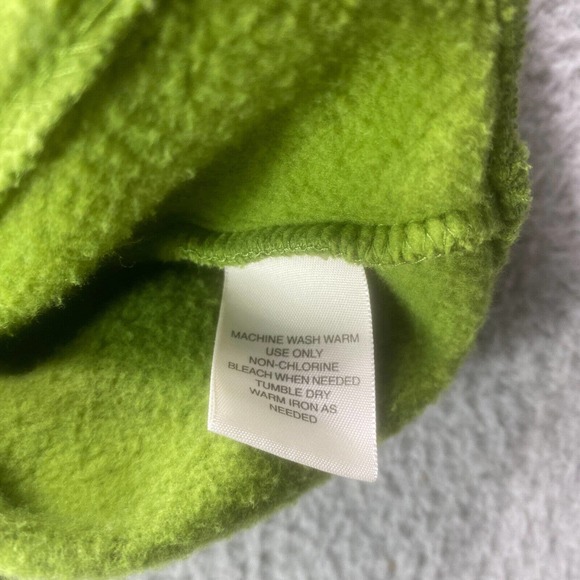 MACHINE WASH WARM
USE ONLY
NON-CHLORINE
BLEACH WHEN NEEDED
TUMBLE DRY
WARM IRON AS
NEEDED